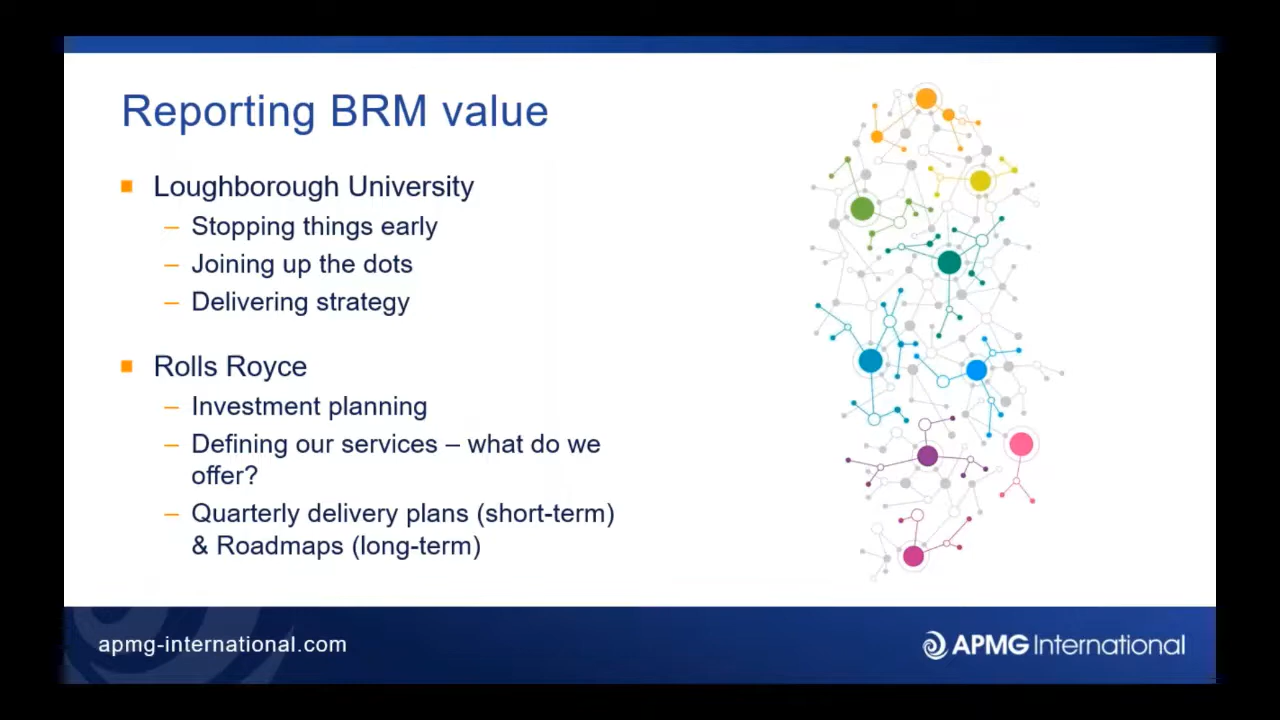 Reporting BRM value
Loughborough University
– Stopping things early
– Joining up the dots
– Delivering strategy
Rolls Royce
– Investment planning
– Defining our services – what do we
offer?
– Quarterly delivery plans (short-term)
& Roadmaps (long-term)
apmg-international.com
APMG International